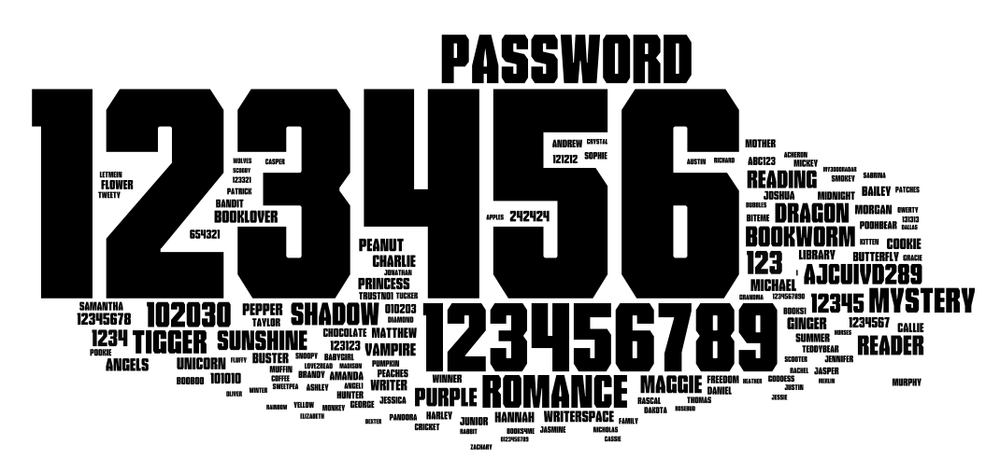 PASSWORD
123456
ANDREW
CRYSTAL
121212
SOPHIE
MOTHER
ACHERON
AUSTIN
RICHARD
ABC123
MICKEY
WOLVES
CASPER
SCOOBY
LETMEIN
FLOWER
TWEETY
123321
PATRICK
BANDIT
BOOKLOVER
654321
APPLES
242424
MYSPACERADAR
READING
SMOKEY
SABRINA
JOSHUA
MIDNIGHT
BAILEY
PATCHES
BUBBLES
BITEME
DRAGON
MORGAN
QWERTY
131313
POOHBEAR
DALLAS
BOOKWORM
KITTEN
COOKIE
PEANUT
CHARLIE
JONATHAN
PRINCESS
TRUSTNO1
TUCKER
123
LIBRARY
BUTTERFLY
GRACIE
AJCUIVD289
MICHAEL
GRANDMA
1234567890
SAMANTHA
12345678
102030
PEPPER
TAYLOR
SHADOW
010203
DIAMOND
123456789
BOOKS1
12345
MYSTERY
1234
TIGGER
SUNSHINE
CHOCOLATE
MATTHEW
GINGER
1234567
CALLIE
HORSES
POOKIE
ANGELS
UNICORN
FLUFFY
BUSTER
SNOOPY
123123
BABYGIRL
VAMPIRE
SUMMER
TEDDYBEAR
READER
SCOOTER
JENNIFER
MUFFIN
LOVE2READ
MADISON
PUMPKIN
BOOBOO
101010
COFFEE
BRANDY
AMANDA
PEACHES
RACHEL
JASPER
MERLIN
OLIVER
WINTER
SWEETPEA
ASHLEY
ANGEL1
HUNTER
WRITER
WINNER
ROMANCE
MAGGIE
FREEDOM
HEATHER
GODDESS
JUSTIN
MURPHY
RAINBOW
YELLOW
MONKEY
GEORGE
JESSICA
PURPLE
RASCAL
DANIEL
THOMAS
JESSIE
ELIZABETH
DEXTER
PANDORA
HARLEY
CRICKET
JUNIOR
HANNAH
WRITERSPACE
FAMILY
DAKOTA
ROSEBUD
RABBIT
BOOKS4ME
JASMINE
NICHOLAS
0123456789
CASSIE
ZACHARY